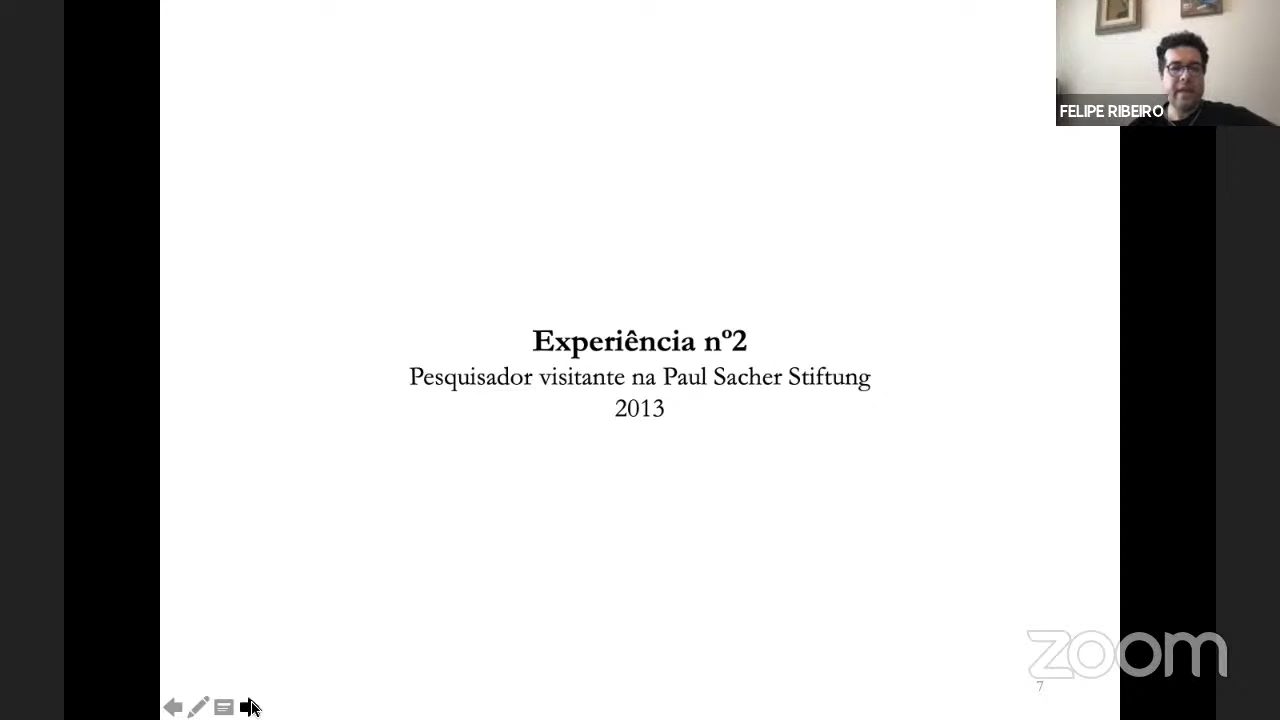 FELIPE RIBEIRO
Experiência nº2
Pesquisador visitante na Paul Sacher Stiftung
2013
zoom
7